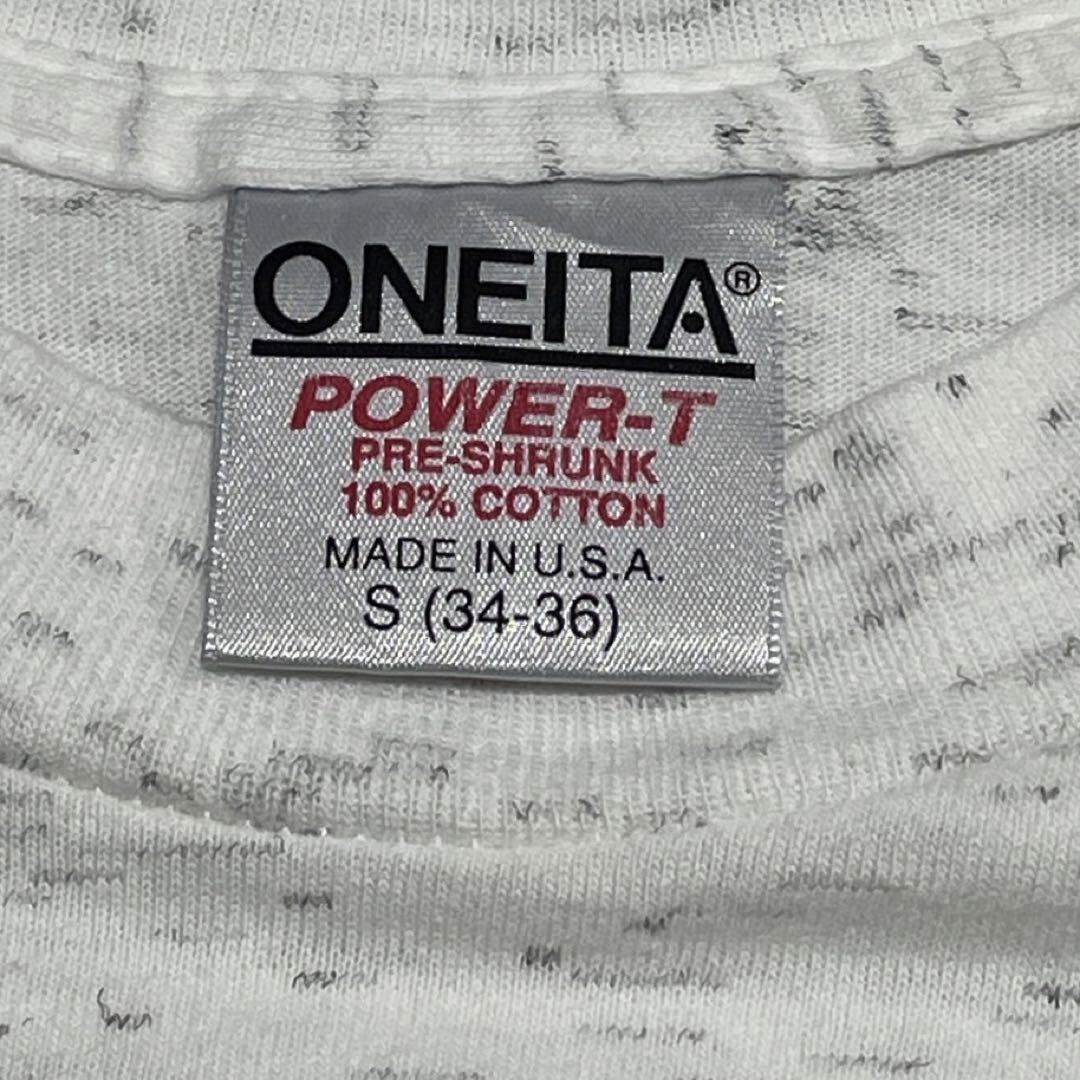 ONEITA®
POWER-T
PRE-SHRUNK
100% COTTON
MADE IN U.S.A.
S (34-36)